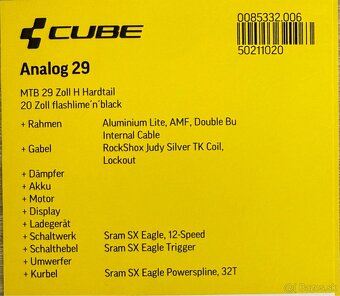 CUBE
0085332.006
50211020
Analog 29
MTB 29 Zoll H Hardtail
20 Zoll flashlime'n'black
+ Rahmen Aluminium Lite, AMF, Double Bu
Internal Cable
+ Gabel RockShox Judy Silver TK Coil,
Lockout
+ Dämpfer
+ Akku
+ Motor
+ Display
+ Ladegerät
+ Schaltwerk Sram SX Eagle, 12-Speed
+ Schalthebel Sram SX Eagle Trigger
+ Umwerfer
+ Kurbel Sram SX Eagle Powerspline, 32T
Bazos.sk